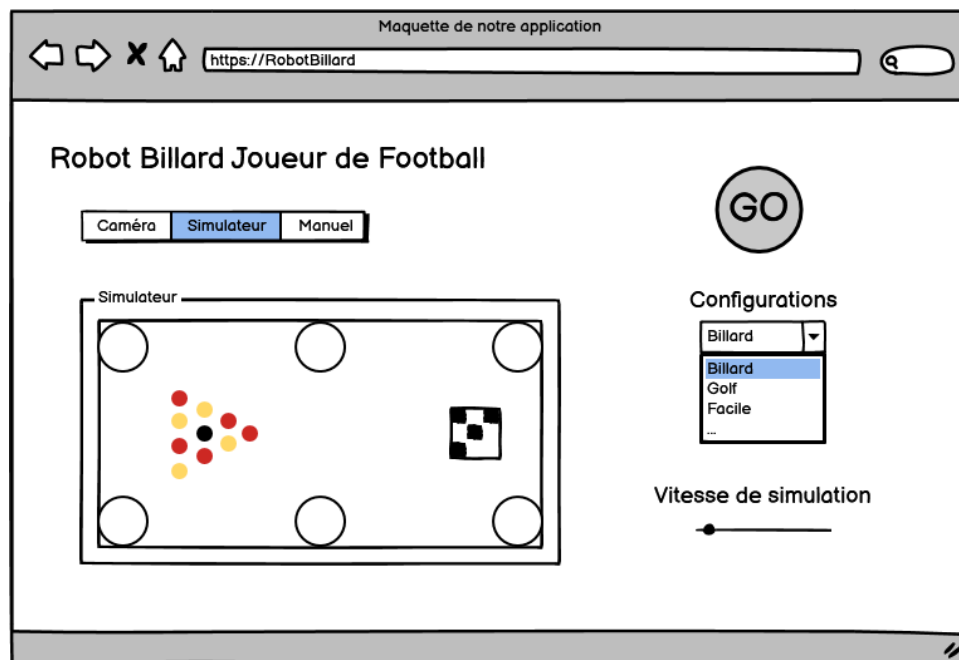 Maquette de notre application
https://RobotBillard
Robot Billard Joueur de Football
GO
Caméra Simulateur Manuel
Simulateur
Configurations
Billard
Billard
Golf
Facile
...
Vitesse de simulation